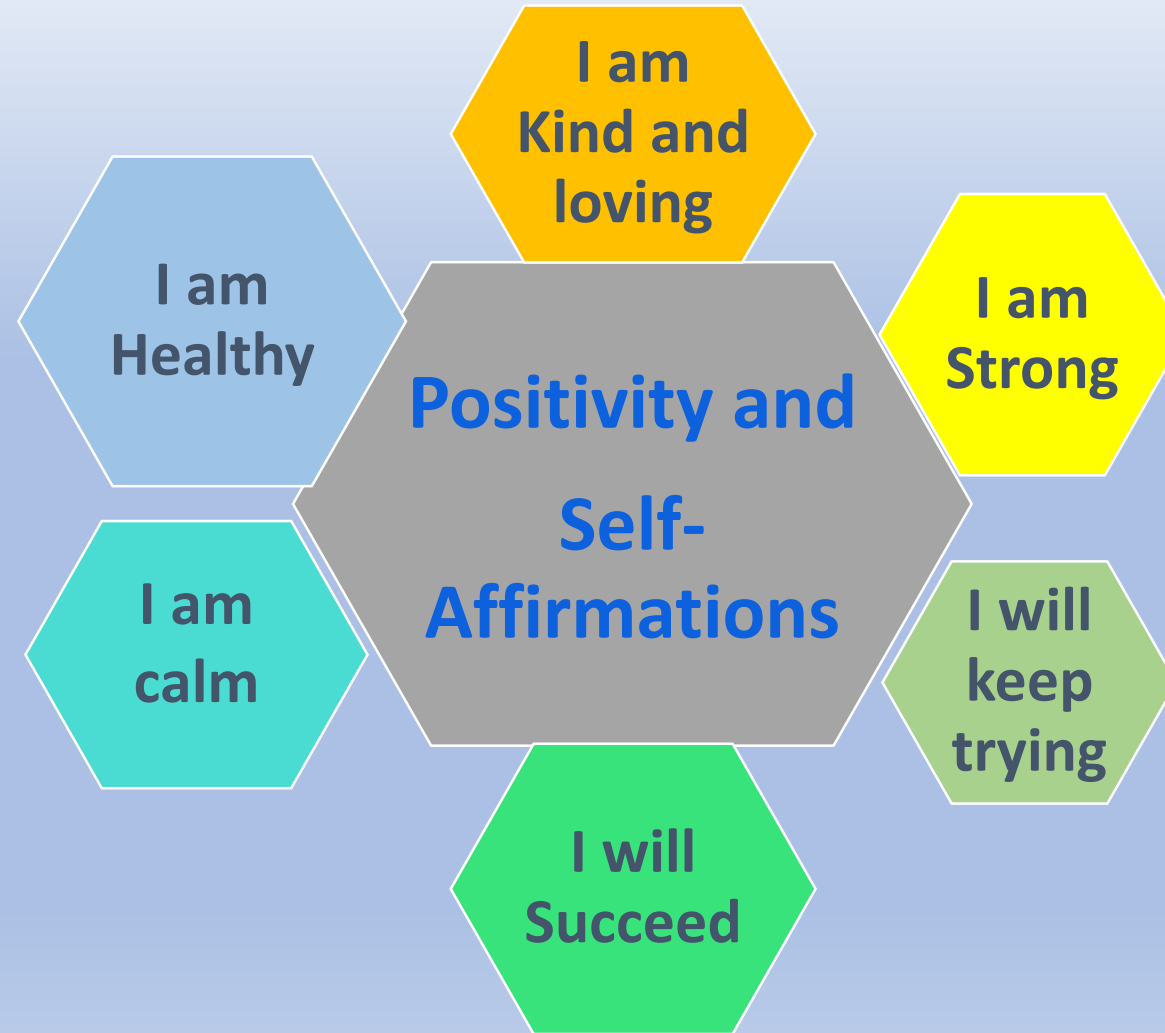 I am
Kind and
loving
I am
Healthy
I am
Strong
Positivity and
Self-
Affirmations
I am
calm
I will
keep
trying
I will
Succeed